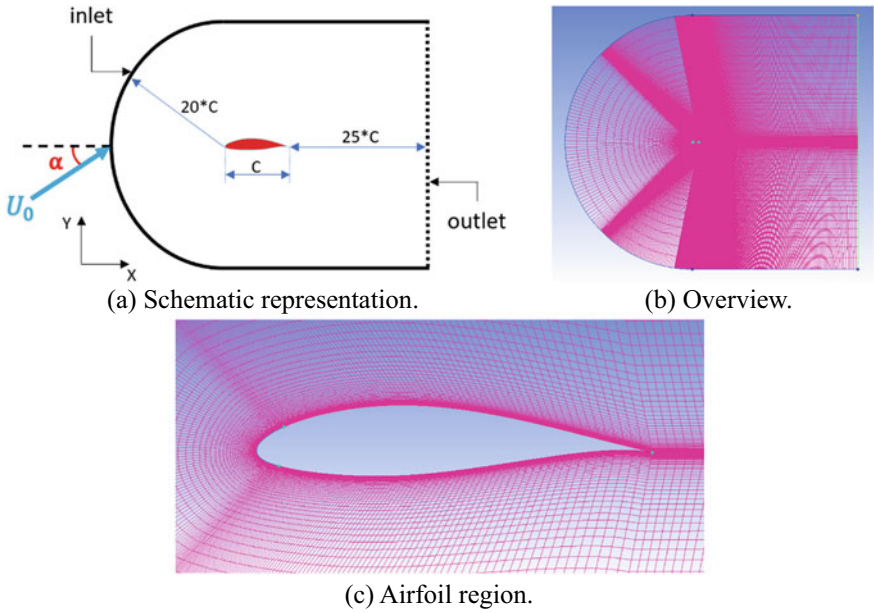 inlet
20*C
25*C
α
C
U₀
Y
outlet
X
(a) Schematic representation.
(b) Overview.
(c) Airfoil region.